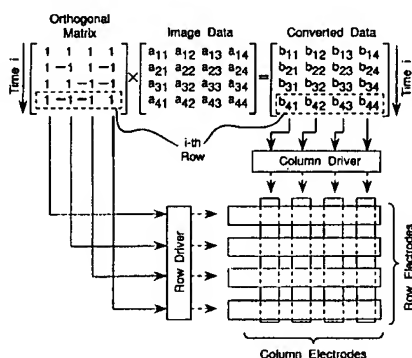 Orthogonal Matrix Image Data Converted Data
Time i 1 1 1 1 × a11 a12 a13 a14 = b11 b12 b13 b14 Time i
1 −1 1 −1 a21 a22 a23 a24 b21 b22 b23 b24
1 1 −1 −1 a31 a32 a33 a34 b31 b32 b33 b34
1 −1 −1 1 a41 a42 a43 a44 b41 b42 b43 b44
i-th
Row
Column Driver
Row Driver
Row Electrodes
Column Electrodes